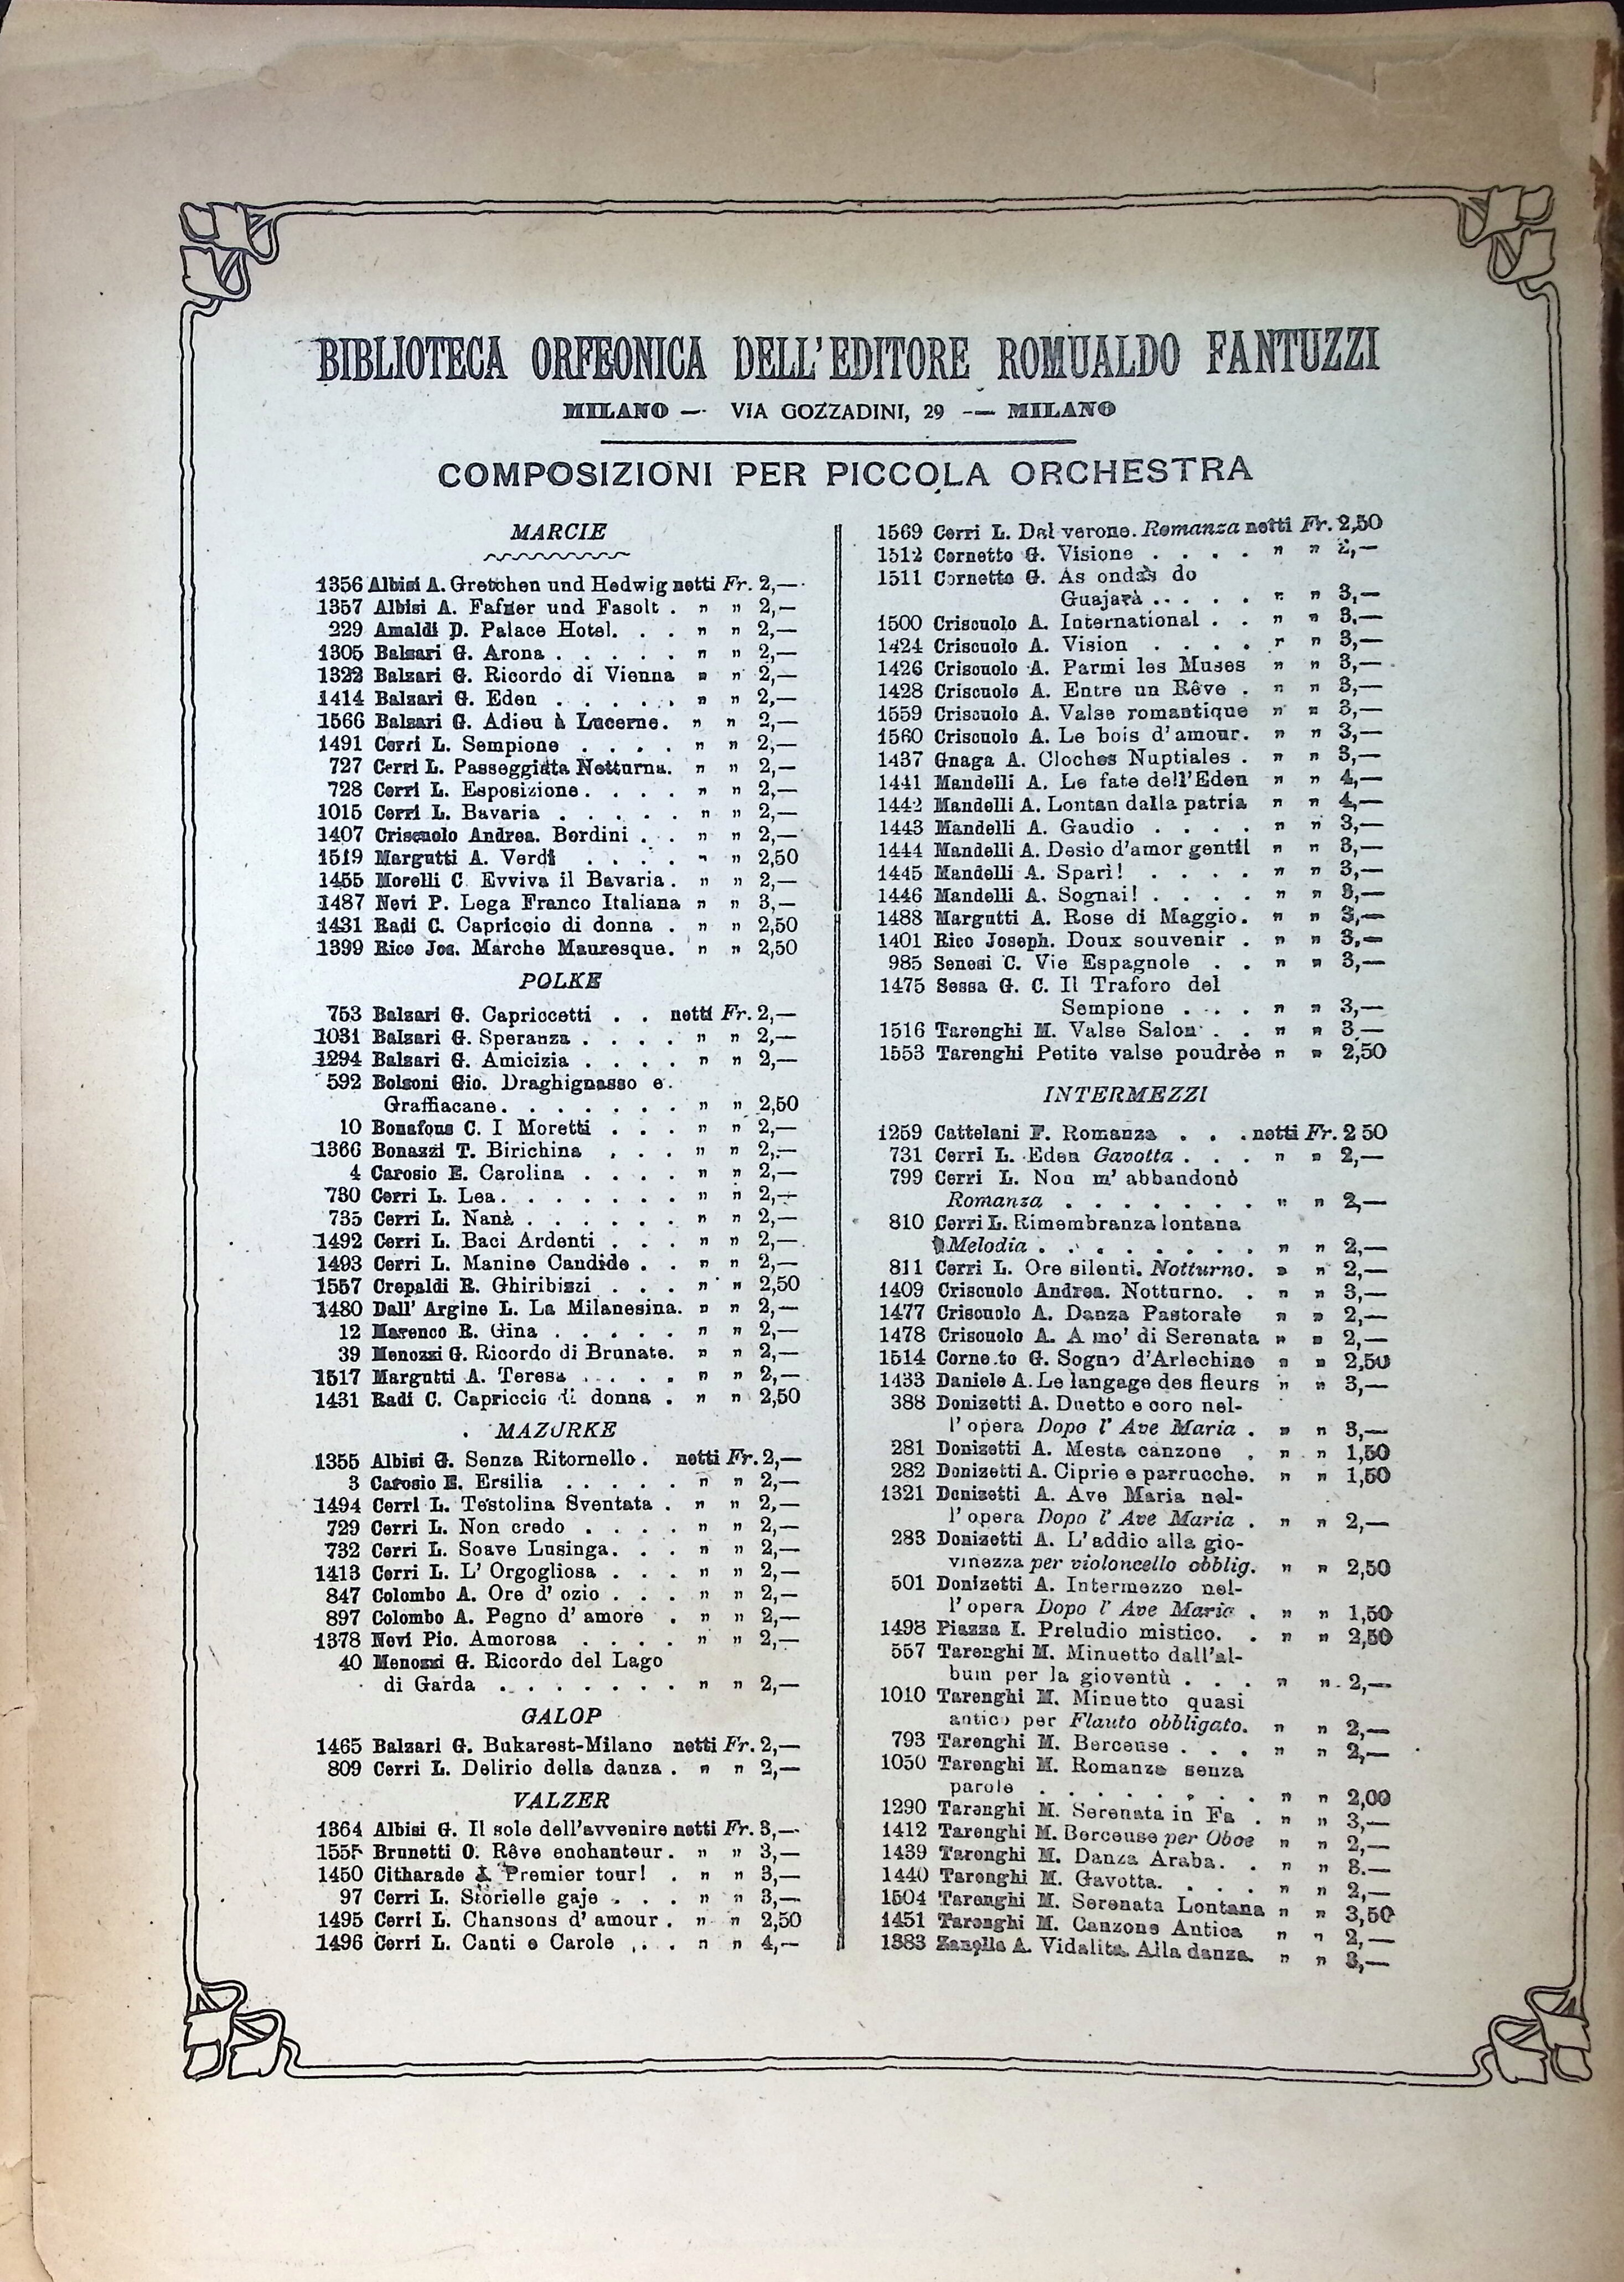 BIBLIOTECA ORFEONICA DELL'EDITORE ROMUALDO FANTUZZI
MILANO — VIA GOZZADINI, 29 — MILANO
COMPOSIZIONI PER PICCOLA ORCHESTRA
MARCIE
1356 Albisi A. Gretchen und Hedwig netti Fr. 2,—
1357 Albisi A. Fafner und Fasolt . „ „ 2,—
229 Amaldi D. Palace Hotel. . . „ „ 2,—
1305 Balzari G. Arona . . . . . „ „ 2,—
1322 Balzari G. Ricordo di Vienna „ „ 2,—
1414 Balzari G. Eden . . . . . „ „ 2,—
1566 Balzari G. Adieu à Lucerne. „ „ 2,—
1491 Cerri L. Sempione . . . . „ „ 2,—
727 Cerri L. Passeggiata Notturna. „ „ 2,—
728 Cerri L. Esposizione . . . . „ „ 2,—
1015 Cerri L. Bavaria . . . . . „ „ 2,—
1407 Criscuolo Andrea. Bordini . . „ „ 2,—
1519 Margutti A. Verdi . . . . „ „ 2,50
1455 Morelli C. Evviva il Bavaria . „ „ 2,—
1487 Nevi P. Lega Franco Italiana „ „ 3,—
1431 Radi C. Capriccio di donna . „ „ 2,50
1399 Rico Jos. Marche Mauresque. „ „ 2,50
POLKE
753 Balzari G. Capriccetti . . netti Fr. 2,—
1031 Balzari G. Speranza . . . . „ „ 2,—
1294 Balzari G. Amicizia . . . . „ „ 2,—
592 Bolzoni Gio. Draghignasso e
Graffiacane . . . . . . . „ „ 2,50
10 Bonafous C. I Moretti . . . „ „ 2,—
1366 Bonazzi T. Birichina . . . „ „ 2,—
4 Carosio E. Carolina . . . . „ „ 2,—
730 Cerri L. Lea . . . . . . . „ „ 2,—
735 Cerri L. Nanà . . . . . . „ „ 2,—
1492 Cerri L. Baci Ardenti . . . „ „ 2,—
1493 Cerri L. Manine Candide . . „ „ 2,—
1557 Crepaldi R. Ghiribizzi . . . „ „ 2,50
1480 Dall' Argine L. La Milanesina. „ „ 2,—
12 Marenco R. Gina . . . . . „ „ 2,—
39 Menozzi G. Ricordo di Brunate. „ „ 2,—
1517 Margutti A. Teresa . . . . „ „ 2,—
1431 Radi C. Capriccio di donna . „ „ 2,50
MAZURKE
1355 Albisi G. Senza Ritornello . netti Fr. 2,—
3 Carosio E. Ersilia . . . . . „ „ 2,—
1494 Cerri L. Testolina Sventata . „ „ 2,—
729 Cerri L. Non credo . . . . „ „ 2,—
732 Cerri L. Soave Lusinga . . . „ „ 2,—
1413 Cerri L. L' Orgogliosa . . . „ „ 2,—
847 Colombo A. Ore d' ozio . . . „ „ 2,—
897 Colombo A. Pegno d' amore . „ „ 2,—
1378 Nevi Pio. Amorosa . . . . „ „ 2,—
40 Menozzi G. Ricordo del Lago
di Garda . . . . . . . „ „ 2,—
GALOP
1465 Balzari G. Bukarest-Milano netti Fr. 2,—
809 Cerri L. Delirio della danza . „ „ 2,—
VALZER
1364 Albisi G. Il sole dell'avvenire netti Fr. 3,—
1555 Brunetti O. Rêve enchanteur . „ „ 3,—
1450 Citharade Premier tour! . „ „ 3,—
97 Cerri L. Storielle gaje . . . „ „ 3,—
1495 Cerri L. Chansons d' amour . „ „ 2,50
1496 Cerri L. Canti e Carole . . . „ „ 4,—
1569 Cerri L. Dal verone. Romanza netti Fr. 2,50
1512 Cornetto G. Visione . . . . „ „ 2,—
1511 Cornetto G. As ondas do
Guajarà . . . . . „ „ 3,—
1500 Criscuolo A. International . . „ „ 3,—
1424 Criscuolo A. Vision . . . . „ „ 3,—
1426 Criscuolo A. Parmi les Muses „ „ 3,—
1428 Criscuolo A. Entre un Rêve . „ „ 3,—
1559 Criscuolo A. Valse romantique „ „ 3,—
1560 Criscuolo A. Le bois d'amour. „ „ 3,—
1437 Gnaga A. Cloches Nuptiales . „ „ 3,—
1441 Mandelli A. Le fate dell'Eden „ „ 4,—
1442 Mandelli A. Lontan dalla patria „ „ 4,—
1443 Mandelli A. Gaudio . . . . „ „ 3,—
1444 Mandelli A. Desio d'amor gentil „ „ 3,—
1445 Mandelli A. Sparì! . . . . „ „ 3,—
1446 Mandelli A. Sognai! . . . . „ „ 3,—
1488 Margutti A. Rose di Maggio. „ „ 3,—
1401 Rico Joseph. Doux souvenir . „ „ 3,—
985 Senesi C. Vie Espagnole . . „ „ 3,—
1475 Sessa G. C. Il Traforo del
Sempione . . . „ „ 3,—
1516 Tarenghi M. Valse Salon . . „ „ 3,—
1553 Tarenghi Petite valse poudrèe „ „ 2,50
INTERMEZZI
1259 Cattelani F. Romanza . . . netti Fr. 2 50
731 Cerri L. Eden Gavotta . . . „ „ 2,—
799 Cerri L. Non m' abbandonò
Romanza . . . . . . . „ „ 2,—
810 Cerri L. Rimembranza lontana
Melodia . . . . . . . . „ „ 2,—
811 Cerri L. Ore silenti. Notturno. „ „ 2,—
1409 Criscuolo Andrea. Notturno. . „ „ 3,—
1477 Criscuolo A. Danza Pastorale „ „ 2,—
1478 Criscuolo A. A mo' di Serenata „ „ 2,—
1514 Corne to G. Sogno d'Arlechino „ „ 2,50
1433 Daniele A. Le langage des fleurs „ „ 3,—
388 Donizetti A. Duetto e coro nel-
l'opera Dopo l' Ave Maria . „ „ 3,—
281 Donizetti A. Mesta canzone . „ „ 1,50
282 Donizetti A. Ciprie e parrucche. „ „ 1,50
1321 Donizetti A. Ave Maria nel-
l'opera Dopo l' Ave Maria . „ „ 2,—
283 Donizetti A. L'addio alla gio-
vinezza per violoncello obblig. „ „ 2,50
501 Donizetti A. Intermezzo nel-
l'opera Dopo l' Ave Maria . „ „ 1,50
1498 Piazza I. Preludio mistico. . „ „ 2,50
557 Tarenghi M. Minuetto dall'al-
bum per la gioventù . . . „ „ 2,—
1010 Tarenghi M. Minuetto quasi
antico per Flauto obbligato. „ „ 2,—
793 Tarenghi M. Berceuse . . . „ „ 2,—
1050 Tarenghi M. Romanza senza
parole . . . . . . . . „ „ 2,00
1290 Tarenghi M. Serenata in Fa . „ „ 3,—
1412 Tarenghi M. Berceuse per Oboe „ „ 2,—
1439 Tarenghi M. Danza Araba. . „ „ 3.—
1440 Tarenghi M. Gavotta. . . . „ „ 2,—
1504 Tarenghi M. Serenata Lontana „ „ 3,50
1451 Tarenghi M. Canzone Antica „ „ 2,—
1383 Zanella A. Vidalita. Alla danza. „ „ 3,—